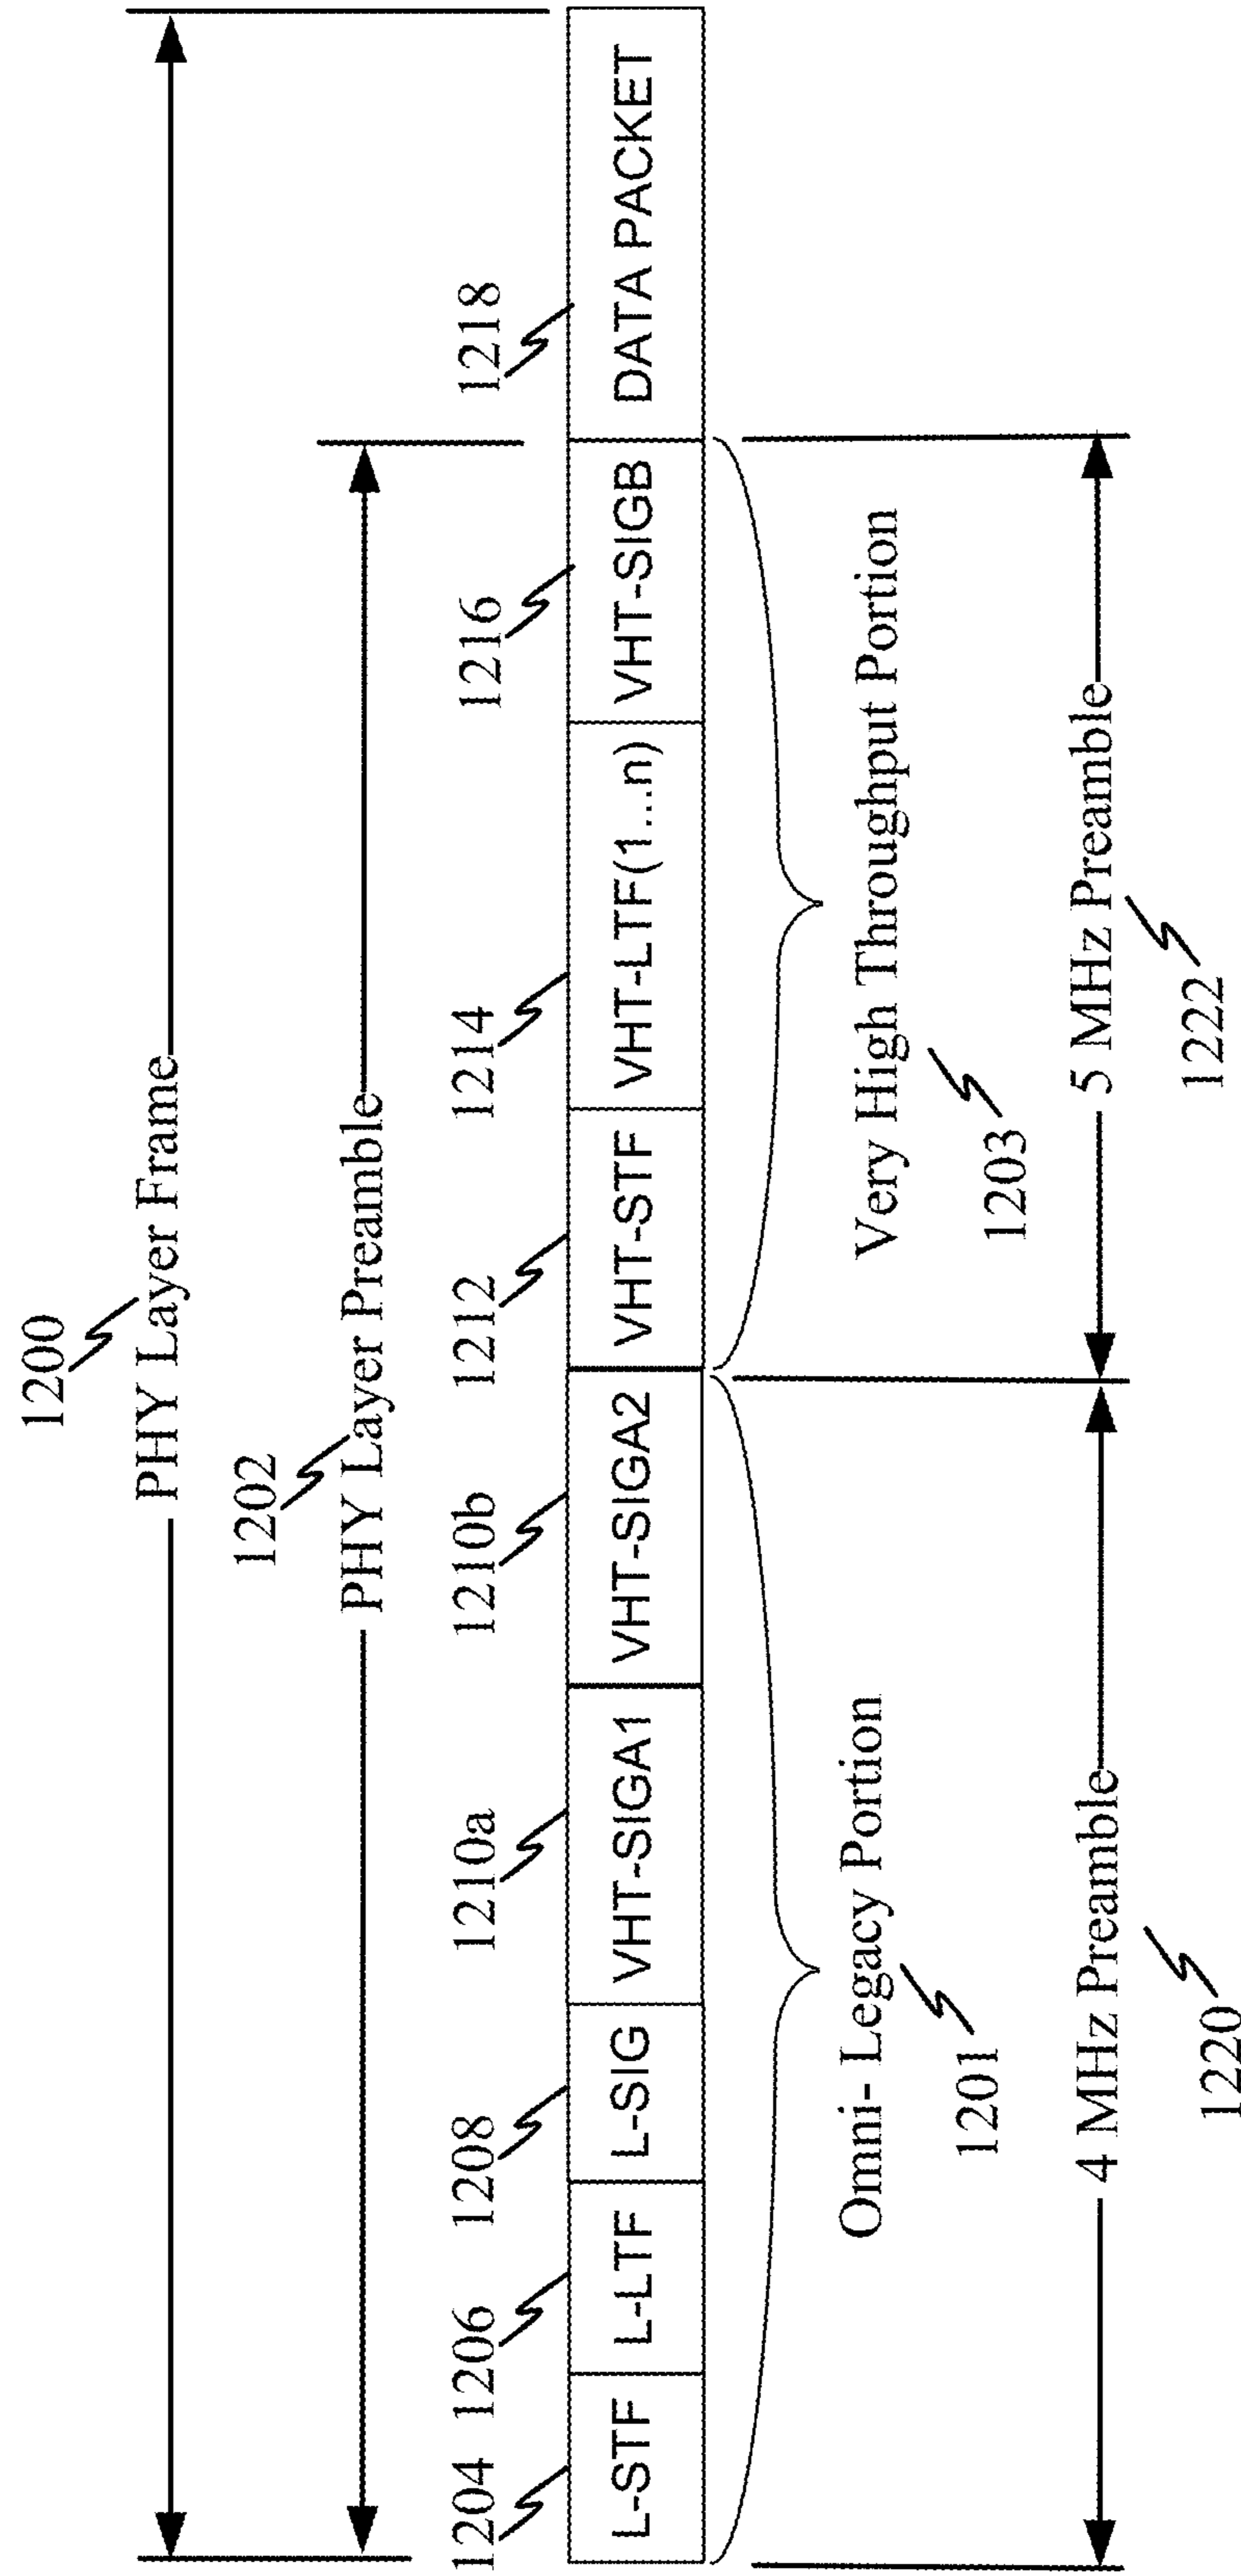 1200
PHY Layer Frame
1202
PHY Layer Preamble
1204 1206 1208 1210a 1210b 1212 1214 1216 1218
L-STF L-LTF L-SIG VHT-SIGA1 VHT-SIGA2 VHT-STF VHT-LTF(1...n) VHT-SIGB DATA PACKET
Omni- Legacy Portion Very High Throughput Portion
1201 1203
4 MHz Preamble 5 MHz Preamble
1220 1222